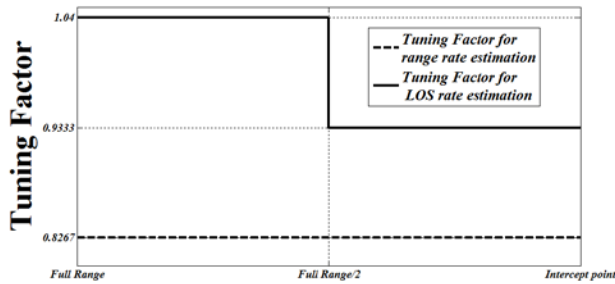 1.04
Tuning Factor for
range rate estimation
Tuning Factor for
LOS rate estimation
Tuning Factor
0.9333
0.8267
Full Range
Full Range/2
Intercept point